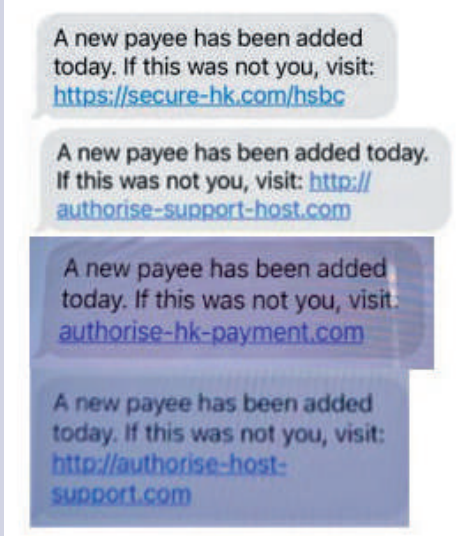 A new payee has been added
today. If this was not you, visit:
https://secure-hk.com/hsbc
A new payee has been added today.
If this was not you, visit: http://
authorise-support-host.com
A new payee has been added
today. If this was not you, visit:
authorise-hk-payment.com
A new payee has been added
today. If this was not you, visit:
http://authorise-host-
support.com